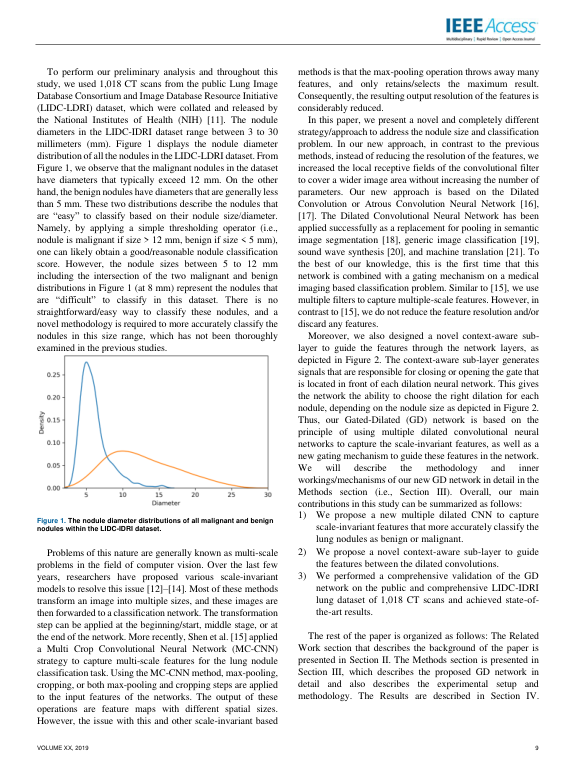 IEEE Access
Multidisciplinary | Rapid Review | Open Access Journal
To perform our preliminary analysis and throughout this
study, we used 1,018 CT scans from the public Lung Image
Database Consortium and Image Database Resource Initiative
(LIDC-LDRI) dataset, which were collated and released by
the National Institutes of Health (NIH) [11]. The nodule
diameters in the LIDC-IDRI dataset range between 3 to 30
millimeters (mm). Figure 1 displays the nodule diameter
distribution of all the nodules in the LIDC-LDRI dataset. From
Figure 1, we observe that the malignant nodules in the dataset
have diameters that typically exceed 12 mm. On the other
hand, the benign nodules have diameters that are generally less
than 5 mm. These two distributions describe the nodules that
are “easy” to classify based on their nodule size/diameter.
Namely, by applying a simple thresholding operator (i.e.,
nodule is malignant if size > 12 mm, benign if size < 5 mm),
one can likely obtain a good/reasonable nodule classification
score. However, the nodule sizes between 5 to 12 mm
including the intersection of the two malignant and benign
distributions in Figure 1 (at 8 mm) represent the nodules that
are “difficult” to classify in this dataset. There is no
straightforward/easy way to classify these nodules, and a
novel methodology is required to more accurately classify the
nodules in this size range, which has not been thoroughly
examined in the previous studies.
0.25
0.20
0.15
0.10
0.05
0.00
Density
5 10 15 20 25 30
Diameter
Figure 1. The nodule diameter distributions of all malignant and benign
nodules within the LIDC-IDRI dataset.
Problems of this nature are generally known as multi-scale
problems in the field of computer vision. Over the last few
years, researchers have proposed various scale-invariant
models to resolve this issue [12]–[14]. Most of these methods
transform an image into multiple sizes, and these images are
then forwarded to a classification network. The transformation
step can be applied at the beginning/start, middle stage, or at
the end of the network. More recently, Shen et al. [15] applied
a Multi Crop Convolutional Neural Network (MC-CNN)
strategy to capture multi-scale features for the lung nodule
classification task. Using the MC-CNN method, max-pooling,
cropping, or both max-pooling and cropping steps are applied
to the input features of the networks. The output of these
operations are feature maps with different spatial sizes.
However, the issue with this and other scale-invariant based
methods is that the max-pooling operation throws away many
features, and only retains/selects the maximum result.
Consequently, the resulting output resolution of the features is
considerably reduced.
In this paper, we present a novel and completely different
strategy/approach to address the nodule size and classification
problem. In our new approach, in contrast to the previous
methods, instead of reducing the resolution of the features, we
increased the local receptive fields of the convolutional filter
to cover a wider image area without increasing the number of
parameters. Our new approach is based on the Dilated
Convolution or Atrous Convolution Neural Network [16],
[17]. The Dilated Convolutional Neural Network has been
applied successfully as a replacement for pooling in semantic
image segmentation [18], generic image classification [19],
sound wave synthesis [20], and machine translation [21]. To
the best of our knowledge, this is the first time that this
network is combined with a gating mechanism on a medical
imaging based classification problem. Similar to [15], we use
multiple filters to capture multiple-scale features. However, in
contrast to [15], we do not reduce the feature resolution and/or
discard any features.
Moreover, we also designed a novel context-aware sub-
layer to guide the features through the network layers, as
depicted in Figure 2. The context-aware sub-layer generates
signals that are responsible for closing or opening the gate that
is located in front of each dilation neural network. This gives
the network the ability to choose the right dilation for each
nodule, depending on the nodule size as depicted in Figure 2.
Thus, our Gated-Dilated (GD) network is based on the
principle of using multiple dilated convolutional neural
networks to capture the scale-invariant features, as well as a
new gating mechanism to guide these features in the network.
We will describe the methodology and inner
workings/mechanisms of our new GD network in detail in the
Methods section (i.e., Section III). Overall, our main
contributions in this study can be summarized as follows:
1) We propose a new multiple dilated CNN to capture
scale-invariant features that more accurately classify the
lung nodules as benign or malignant.
2) We propose a novel context-aware sub-layer to guide
the features between the dilated convolutions.
3) We performed a comprehensive validation of the GD
network on the public and comprehensive LIDC-IDRI
lung dataset of 1,018 CT scans and achieved state-of-
the-art results.
The rest of the paper is organized as follows: The Related
Work section that describes the background of the paper is
presented in Section II. The Methods section is presented in
Section III, which describes the proposed GD network in
detail and also describes the experimental setup and
methodology. The Results are described in Section IV.
VOLUME XX, 2019
9